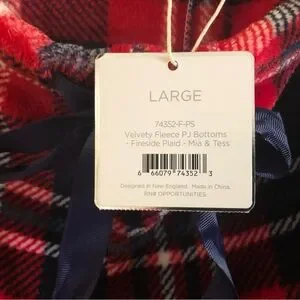 LARGE
74352-F-PS
Velvety Fleece PJ Bottoms
- Fireside Plaid - Mia & Tess
6 66079 74352 3
Designed in New England. Made in China.
RN# OPPORTUNITIES